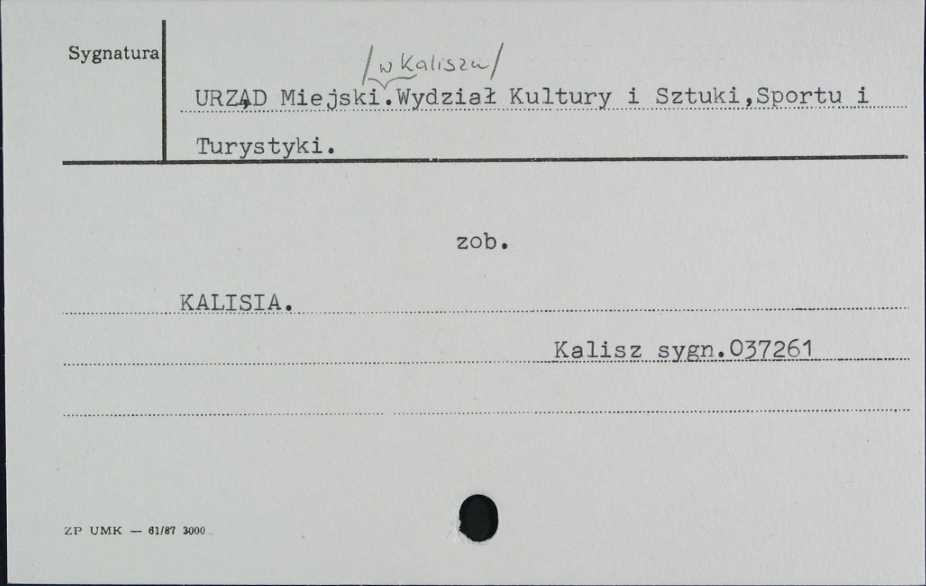 Sygnatura
/w Kaliszu/
URZĄD Miejski.Wydział Kultury i Sztuki,Sportu i
Turystyki.
zob.
KALISIA.
Kalisz sygn.037261
ZP UMK — 61/87 3000